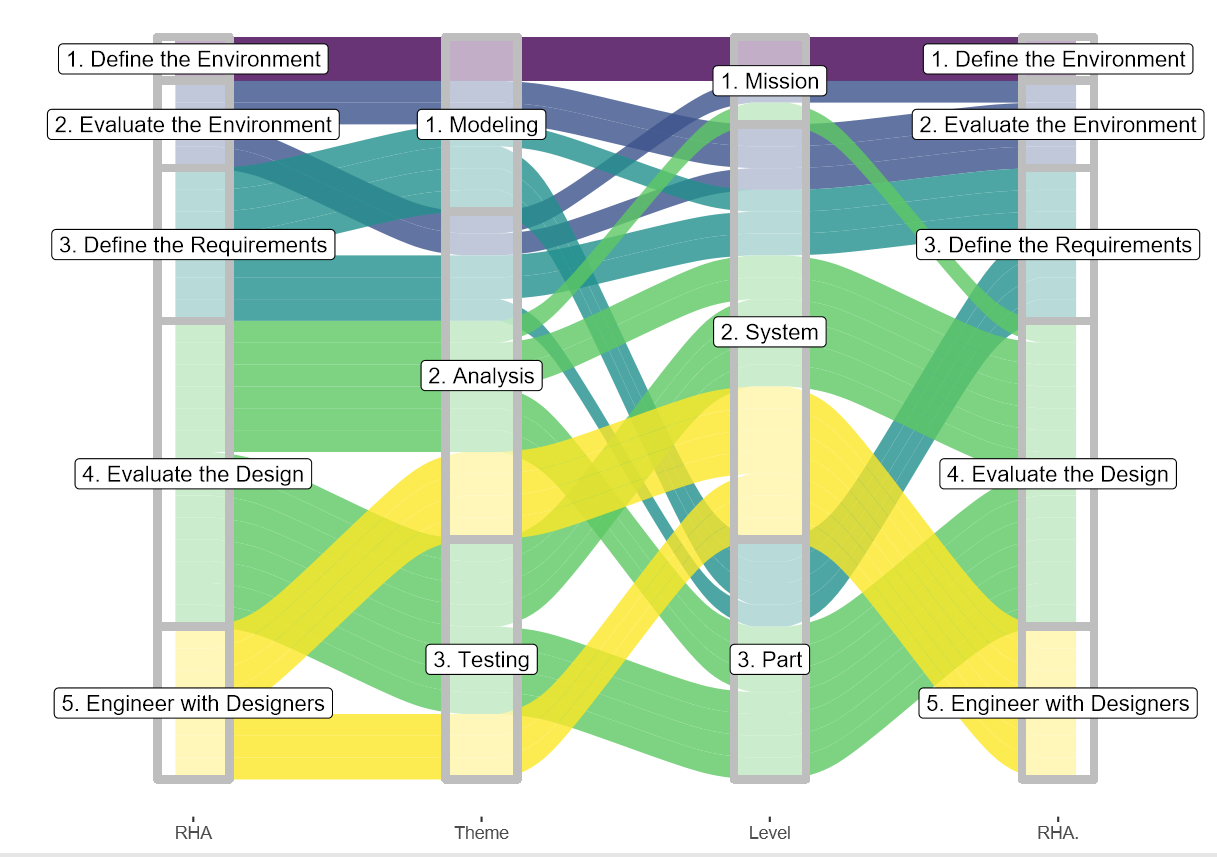 1. Define the Environment
2. Evaluate the Environment
3. Define the Requirements
4. Evaluate the Design
5. Engineer with Designers
1. Modeling
2. Analysis
3. Testing
1. Mission
2. System
3. Part
1. Define the Environment
2. Evaluate the Environment
3. Define the Requirements
4. Evaluate the Design
5. Engineer with Designers
RHA
Theme
Level
RHA.